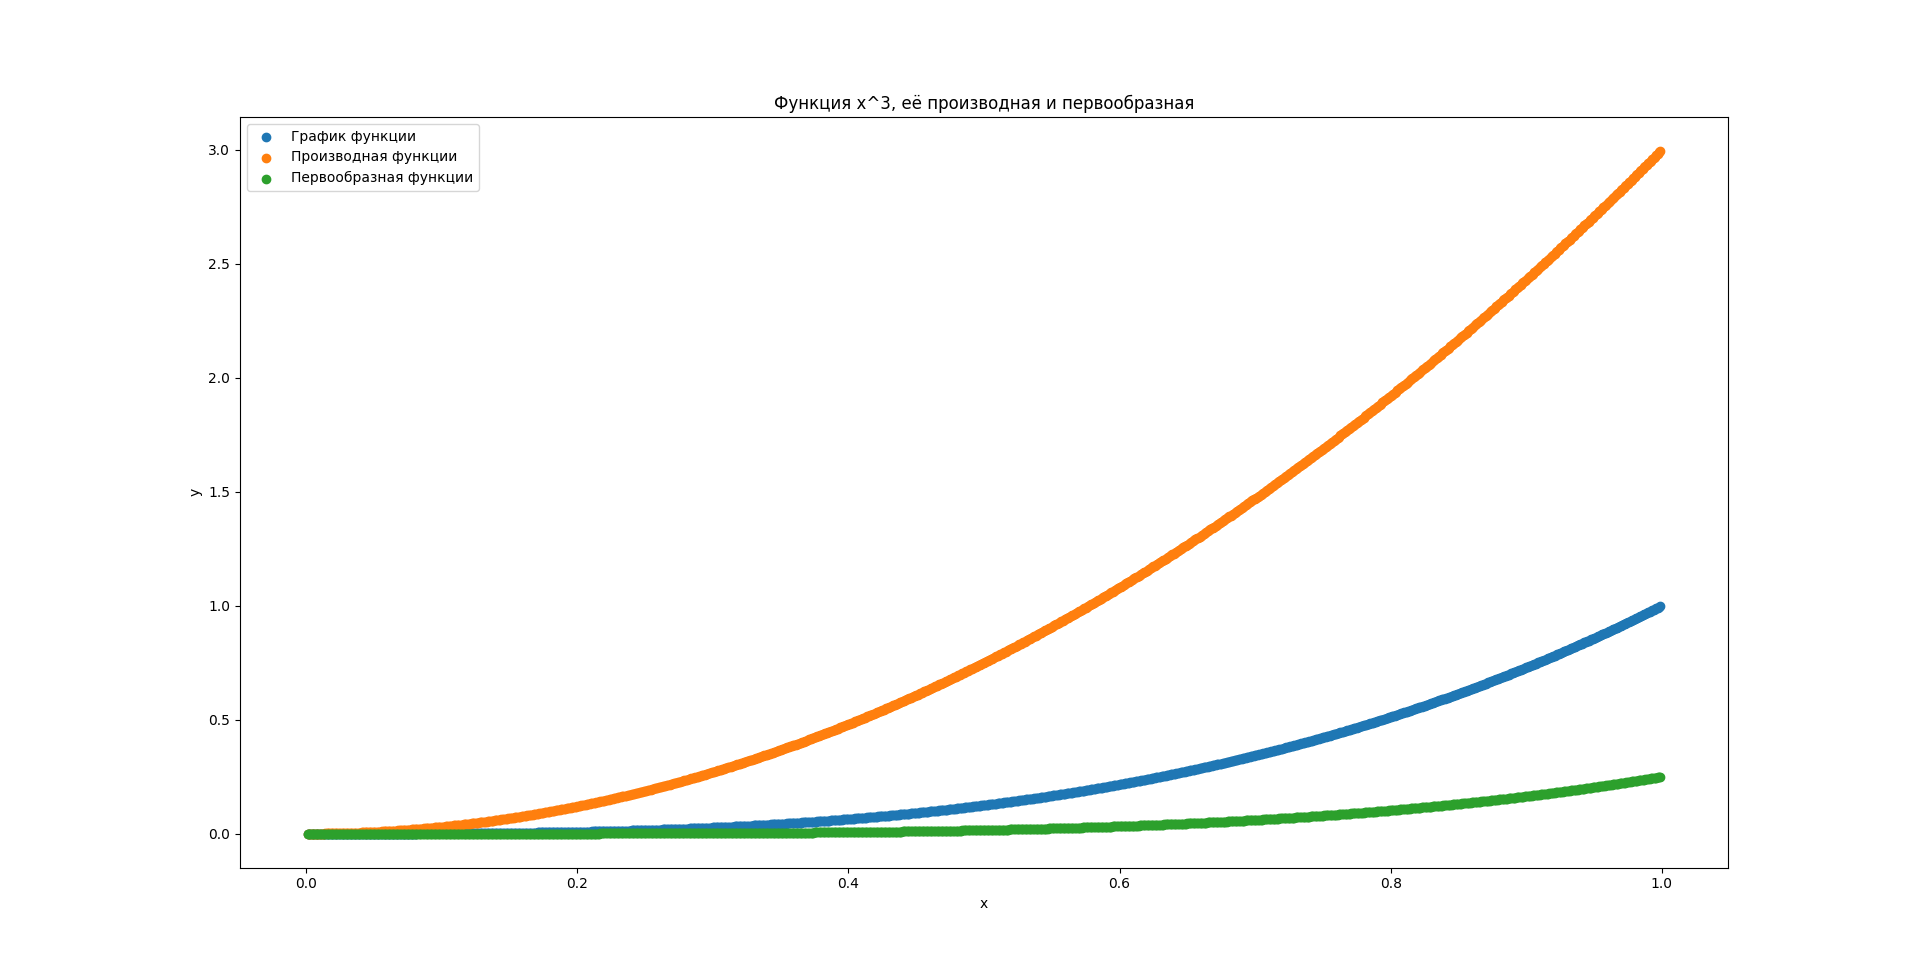 Функция x^3, её производная и первообразная
График функции
Производная функции
Первообразная функции
3.0
2.5
2.0
1.5
1.0
0.5
0.0
y
0.0 0.2 0.4 0.6 0.8 1.0
x